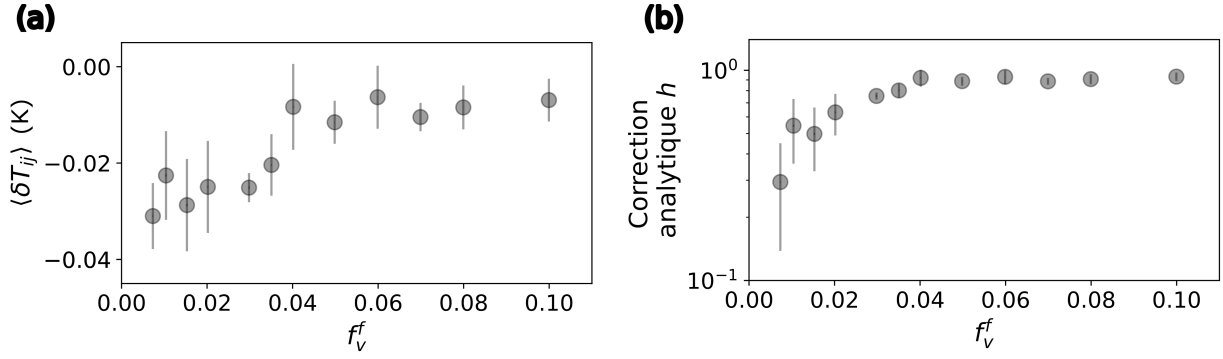 (a)
(b)
0.00
−0.02
−0.04
⟨δT_{ij}⟩ (K)
0.00 0.02 0.04 0.06 0.08 0.10
f_v^f
10^0
10^{−1}
Correction
analytique h
0.00 0.02 0.04 0.06 0.08 0.10
f_v^f